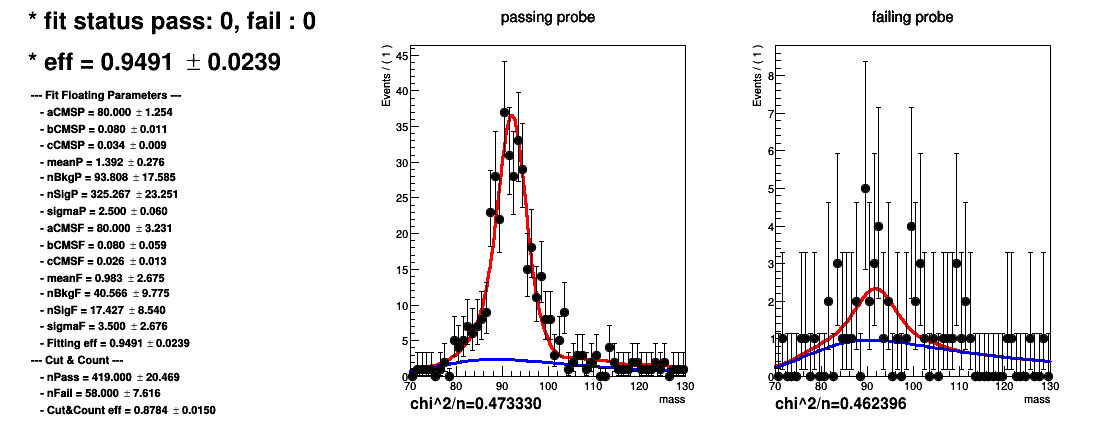 * fit status pass: 0, fail : 0
* eff = 0.9491 ± 0.0239
--- Fit Floating Parameters ---
- aCMSP = 80.000 ± 1.254
- bCMSP = 0.080 ± 0.011
- cCMSP = 0.034 ± 0.009
- meanP = 1.392 ± 0.276
- nBkgP = 93.808 ± 17.585
- nSigP = 325.267 ± 23.251
- sigmaP = 2.500 ± 0.060
- aCMSF = 80.000 ± 3.231
- bCMSF = 0.080 ± 0.059
- cCMSF = 0.026 ± 0.013
- meanF = 0.983 ± 2.675
- nBkgF = 40.566 ± 9.775
- nSigF = 17.427 ± 8.540
- sigmaF = 3.500 ± 2.676
- Fitting eff = 0.9491 ± 0.0239
--- Cut & Count ---
- nPass = 419.000 ± 20.469
- nFail = 58.000 ± 7.616
- Cut&Count eff = 0.8784 ± 0.0150
passing probe
Events / ( 1 )
45
40
35
30
25
20
15
10
5
0
70 80 90 100 110 120 130
mass
chi^2/n=0.473330
failing probe
Events / ( 1 )
8
7
6
5
4
3
2
1
0
70 80 90 100 110 120 130
mass
chi^2/n=0.462396